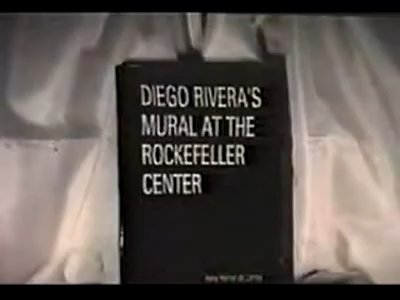 DIEGO RIVERA'S
MURAL AT THE
ROCKEFELLER
CENTER